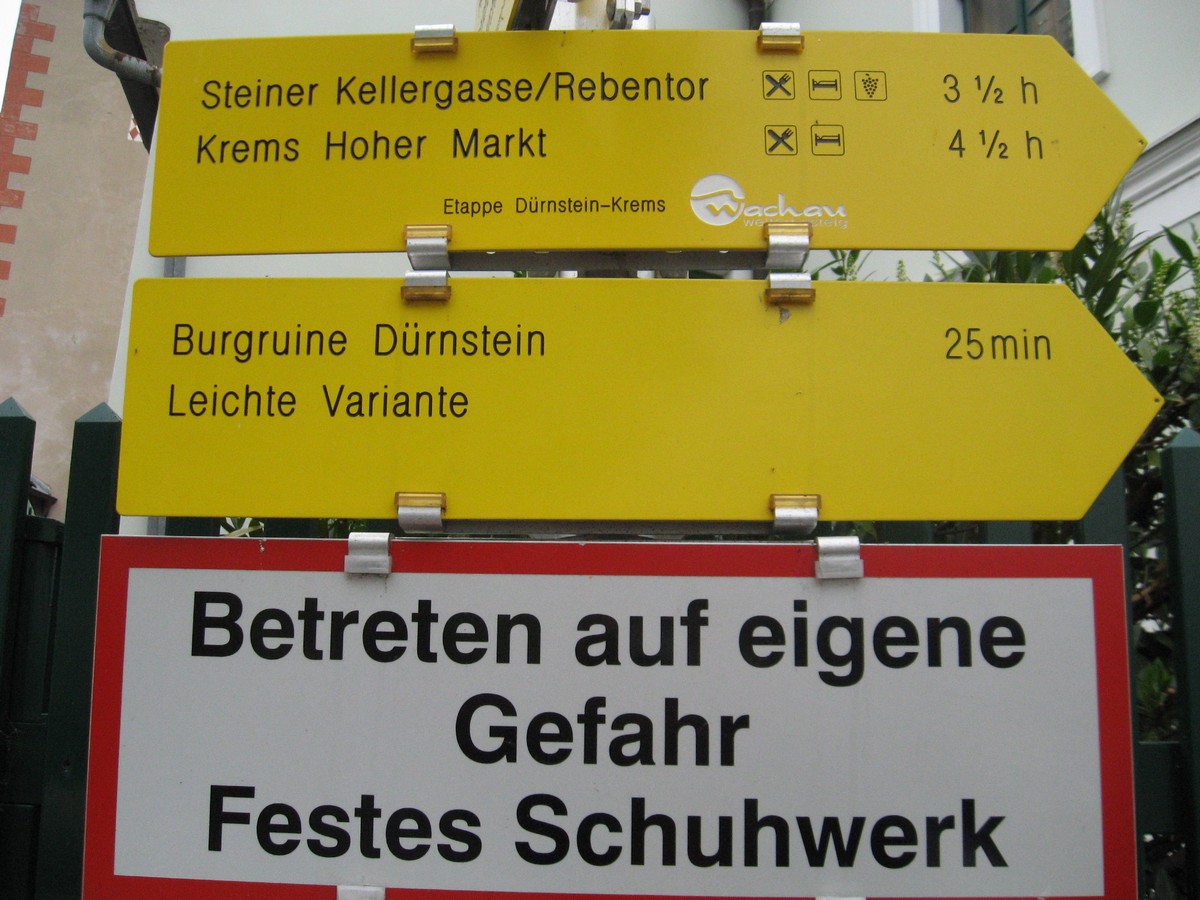 Steiner Kellergasse/Rebentor 3 ½ h
Krems Hoher Markt 4 ½ h
Etappe Dürnstein-Krems Wachau
Burgruine Dürnstein 25min
Leichte Variante
Betreten auf eigene
Gefahr
Festes Schuhwerk